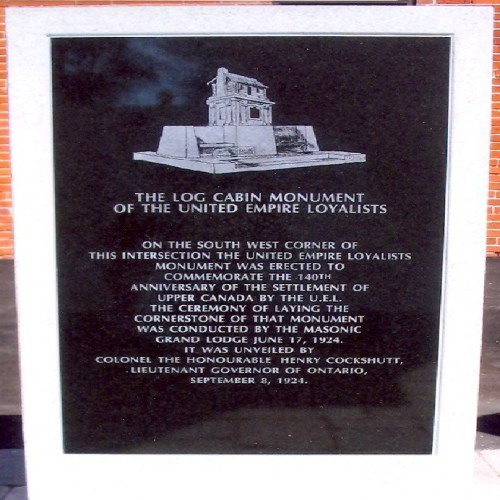 THE LOG CABIN MONUMENT
OF THE UNITED EMPIRE LOYALISTS
ON THE SOUTH WEST CORNER OF
THIS INTERSECTION THE UNITED EMPIRE LOYALISTS
MONUMENT WAS ERECTED TO
COMMEMORATE THE 140TH
ANNIVERSARY OF THE SETTLEMENT OF
UPPER CANADA BY THE U.E.L.
THE CEREMONY OF LAYING THE
CORNERSTONE OF THAT MONUMENT
WAS CONDUCTED BY THE MASONIC
GRAND LODGE JUNE 17, 1924.
IT WAS UNVEILED BY
COLONEL THE HONOURABLE HENRY COCKSHUTT,
LIEUTENANT GOVERNOR OF ONTARIO,
SEPTEMBER 8, 1924.